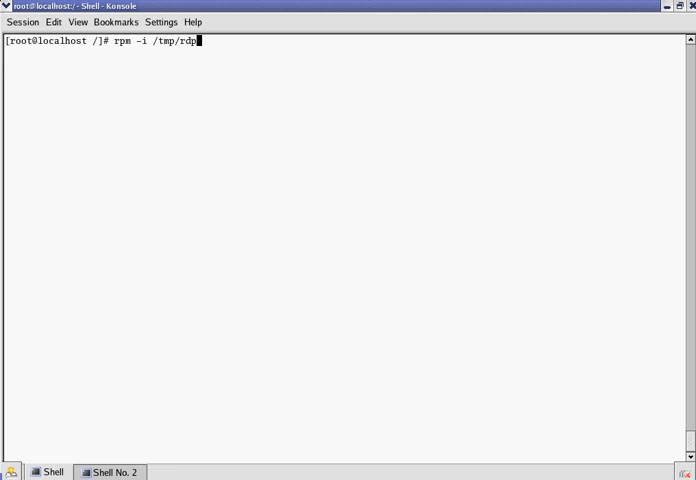 root@localhost:/ - Shell - Konsole
Session Edit View Bookmarks Settings Help
[root@localhost /]# rpm -i /tmp/rdp
Shell Shell No. 2